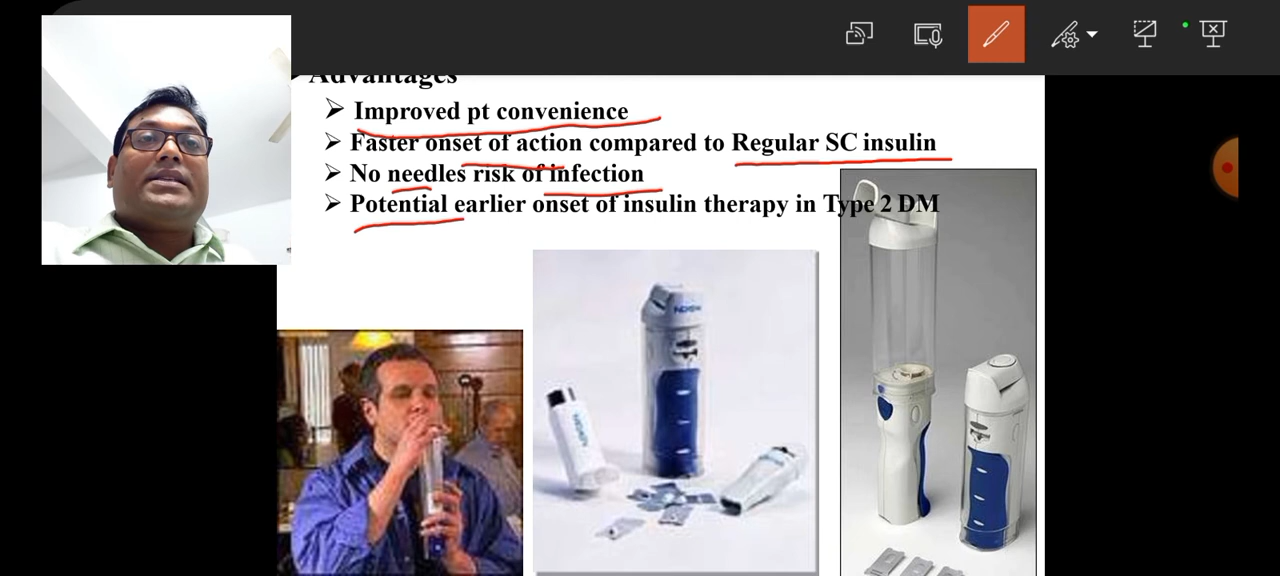 Advantages
➢ Improved pt convenience
➢ Faster onset of action compared to Regular SC insulin
➢ No needles risk of infection
➢ Potential earlier onset of insulin therapy in Type 2 DM